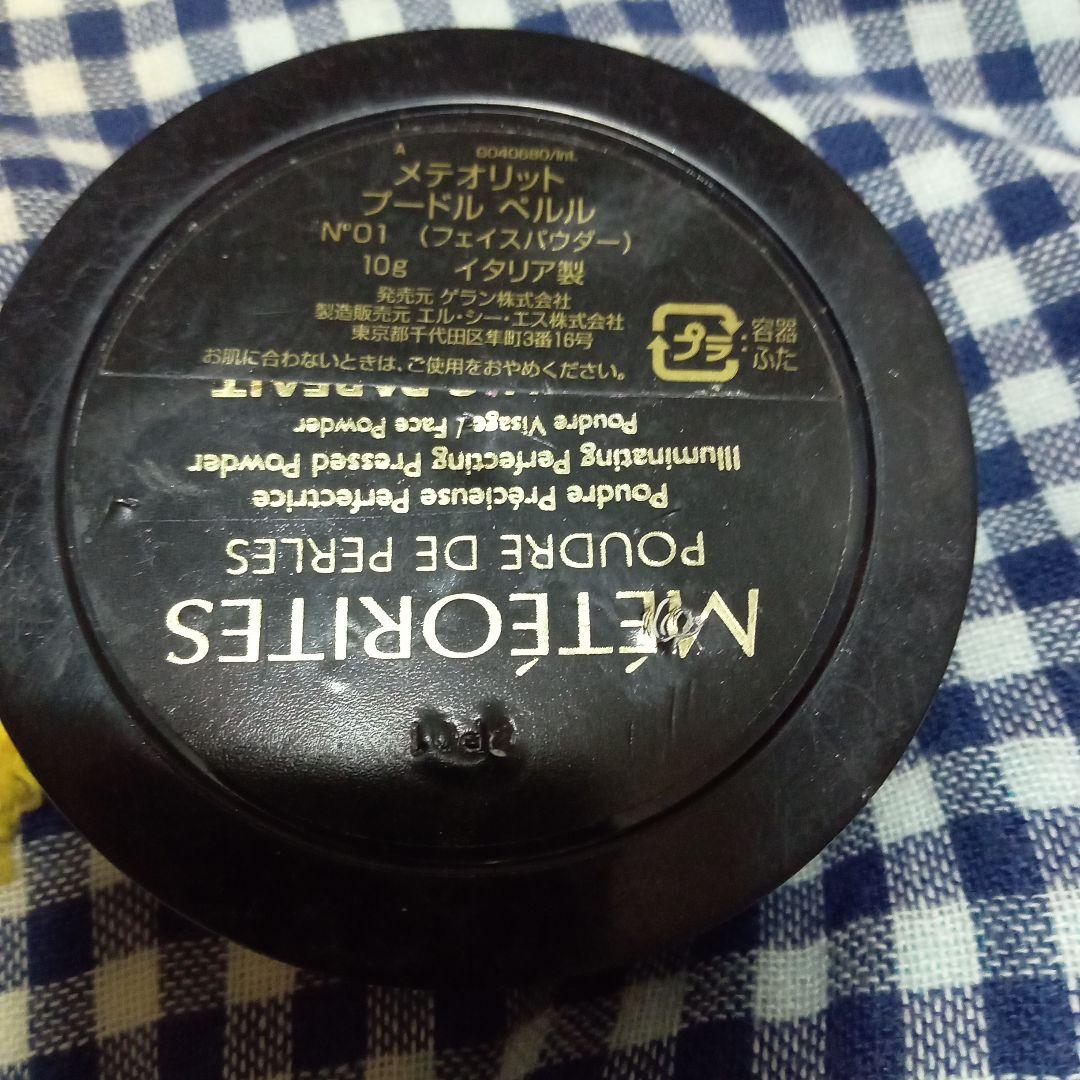 A G040680/Int.
メテオリット
プードル ペルル
N°01 (フェイスパウダー)
10g イタリア製
発売元 ゲラン株式会社
製造販売元 エル・シー・エス株式会社
東京都千代田区隼町3番16号
お肌に合わないときは、ご使用をおやめください。
プラ :容器
ふた
MÉTÉORITES
POUDRE DE PERLES
Poudre Précieuse Perfectrice
Illuminating Perfecting Pressed Powder
Poudre Visage / Face Powder
PARFAIT